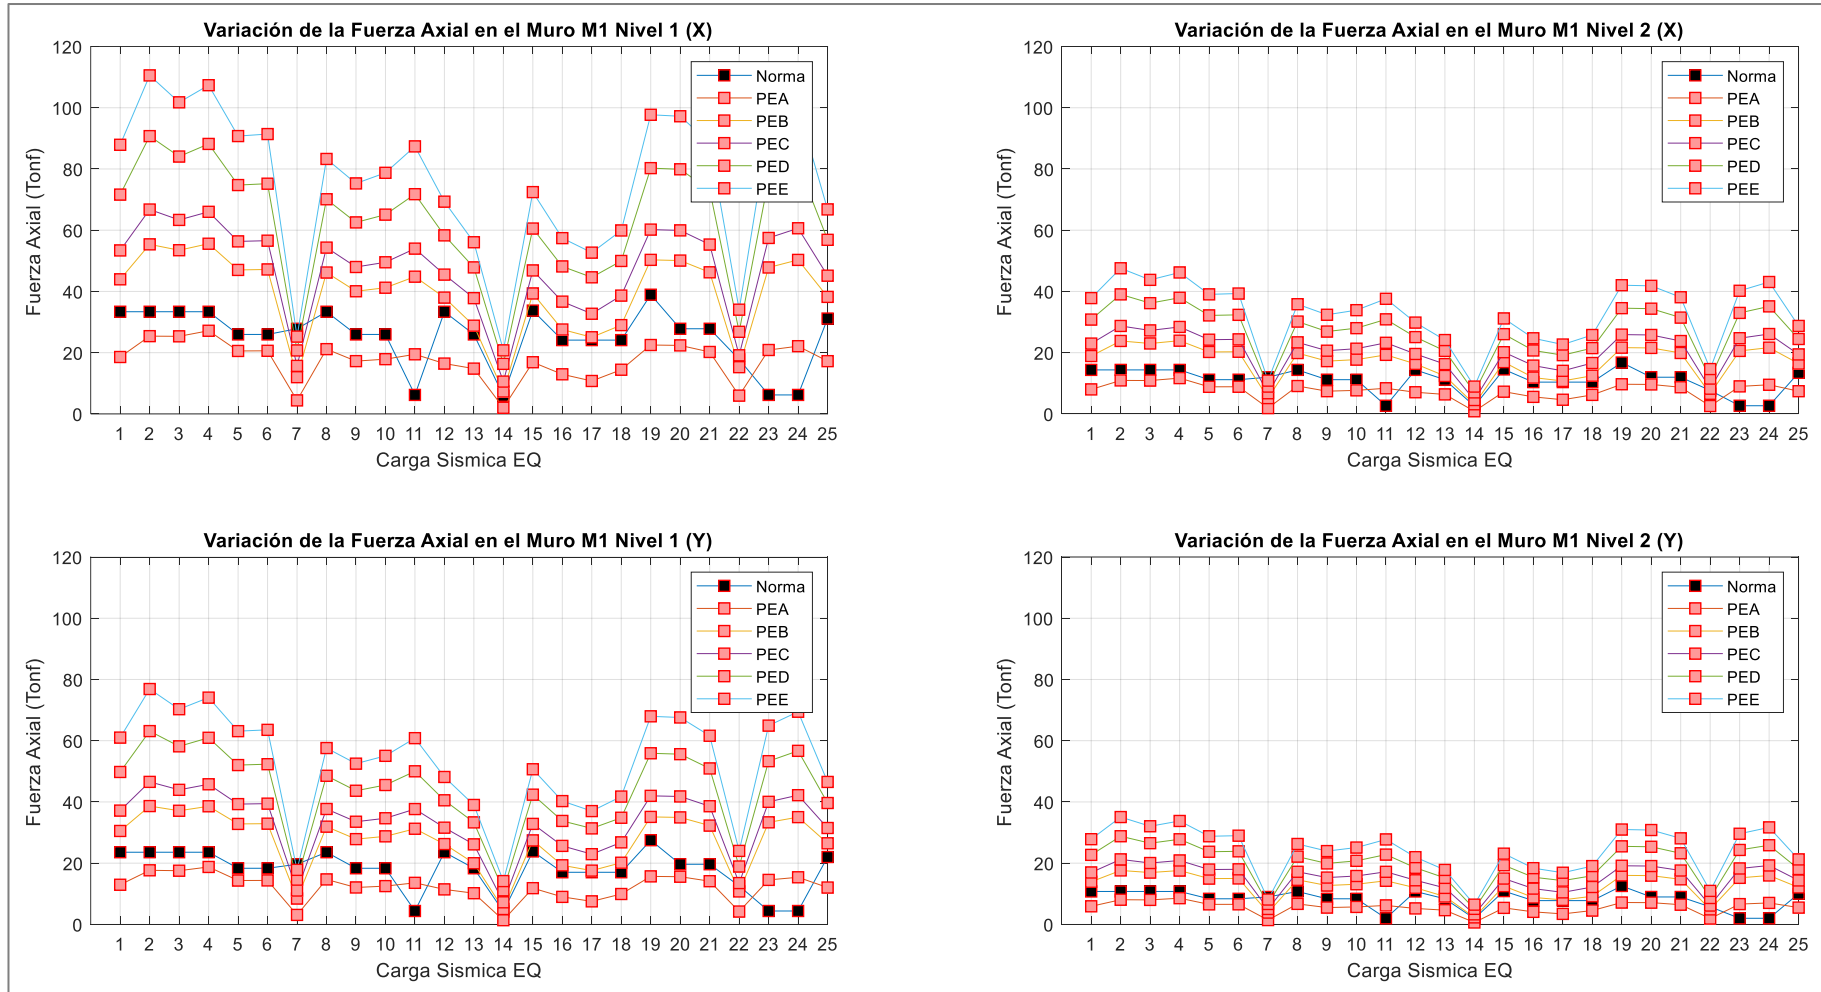 Variación de la Fuerza Axial en el Muro M1 Nivel 1 (X)
Fuerza Axial (Tonf)
120
100
80
60
40
20
0
Norma
PEA
PEB
PEC
PED
PEE
1 2 3 4 5 6 7 8 9 10 11 12 13 14 15 16 17 18 19 20 21 22 23 24 25
Carga Sismica EQ
Variación de la Fuerza Axial en el Muro M1 Nivel 2 (X)
Fuerza Axial (Tonf)
120
100
80
60
40
20
0
Norma
PEA
PEB
PEC
PED
PEE
1 2 3 4 5 6 7 8 9 10 11 12 13 14 15 16 17 18 19 20 21 22 23 24 25
Carga Sismica EQ
Variación de la Fuerza Axial en el Muro M1 Nivel 1 (Y)
Fuerza Axial (Tonf)
120
100
80
60
40
20
0
Norma
PEA
PEB
PEC
PED
PEE
1 2 3 4 5 6 7 8 9 10 11 12 13 14 15 16 17 18 19 20 21 22 23 24 25
Carga Sismica EQ
Variación de la Fuerza Axial en el Muro M1 Nivel 2 (Y)
Fuerza Axial (Tonf)
120
100
80
60
40
20
0
Norma
PEA
PEB
PEC
PED
PEE
1 2 3 4 5 6 7 8 9 10 11 12 13 14 15 16 17 18 19 20 21 22 23 24 25
Carga Sismica EQ